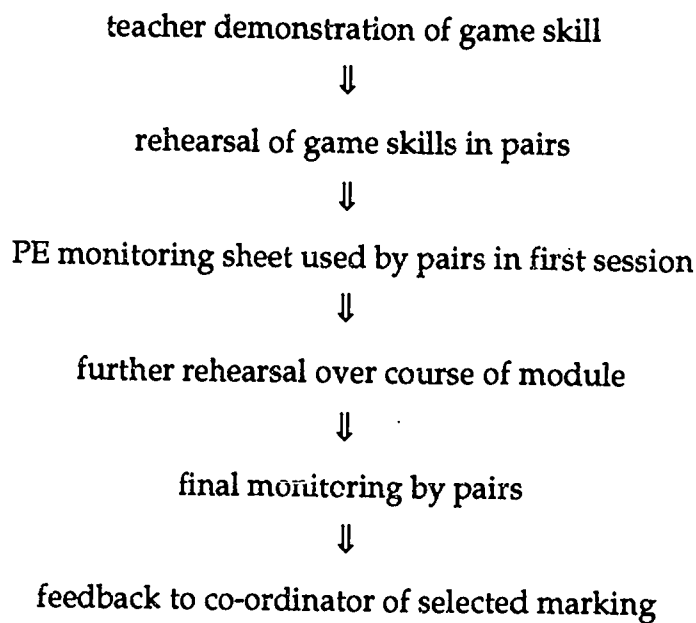 teacher demonstration of game skill
⇓
rehearsal of game skills in pairs
⇓
PE monitoring sheet used by pairs in first session
⇓
further rehearsal over course of module
⇓
final monitoring by pairs
⇓
feedback to co-ordinator of selected marking